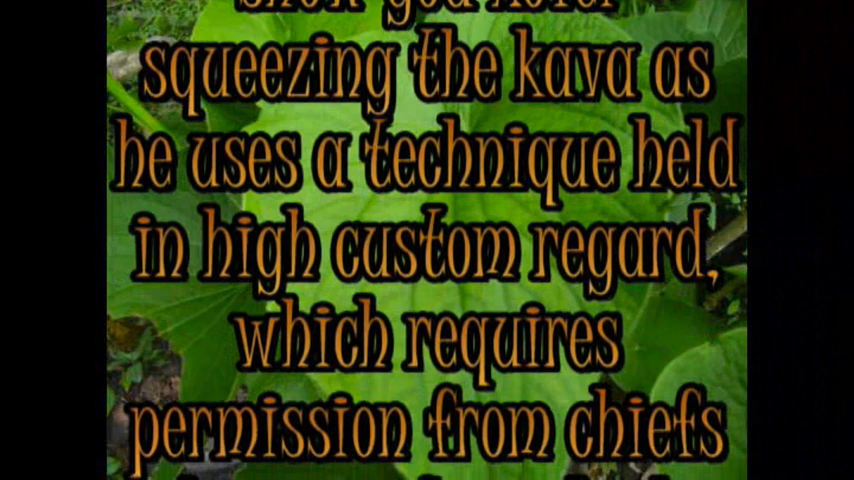 squeezing the kava as
he uses a technique held
in high custom regard,
which requires
permission from chiefs